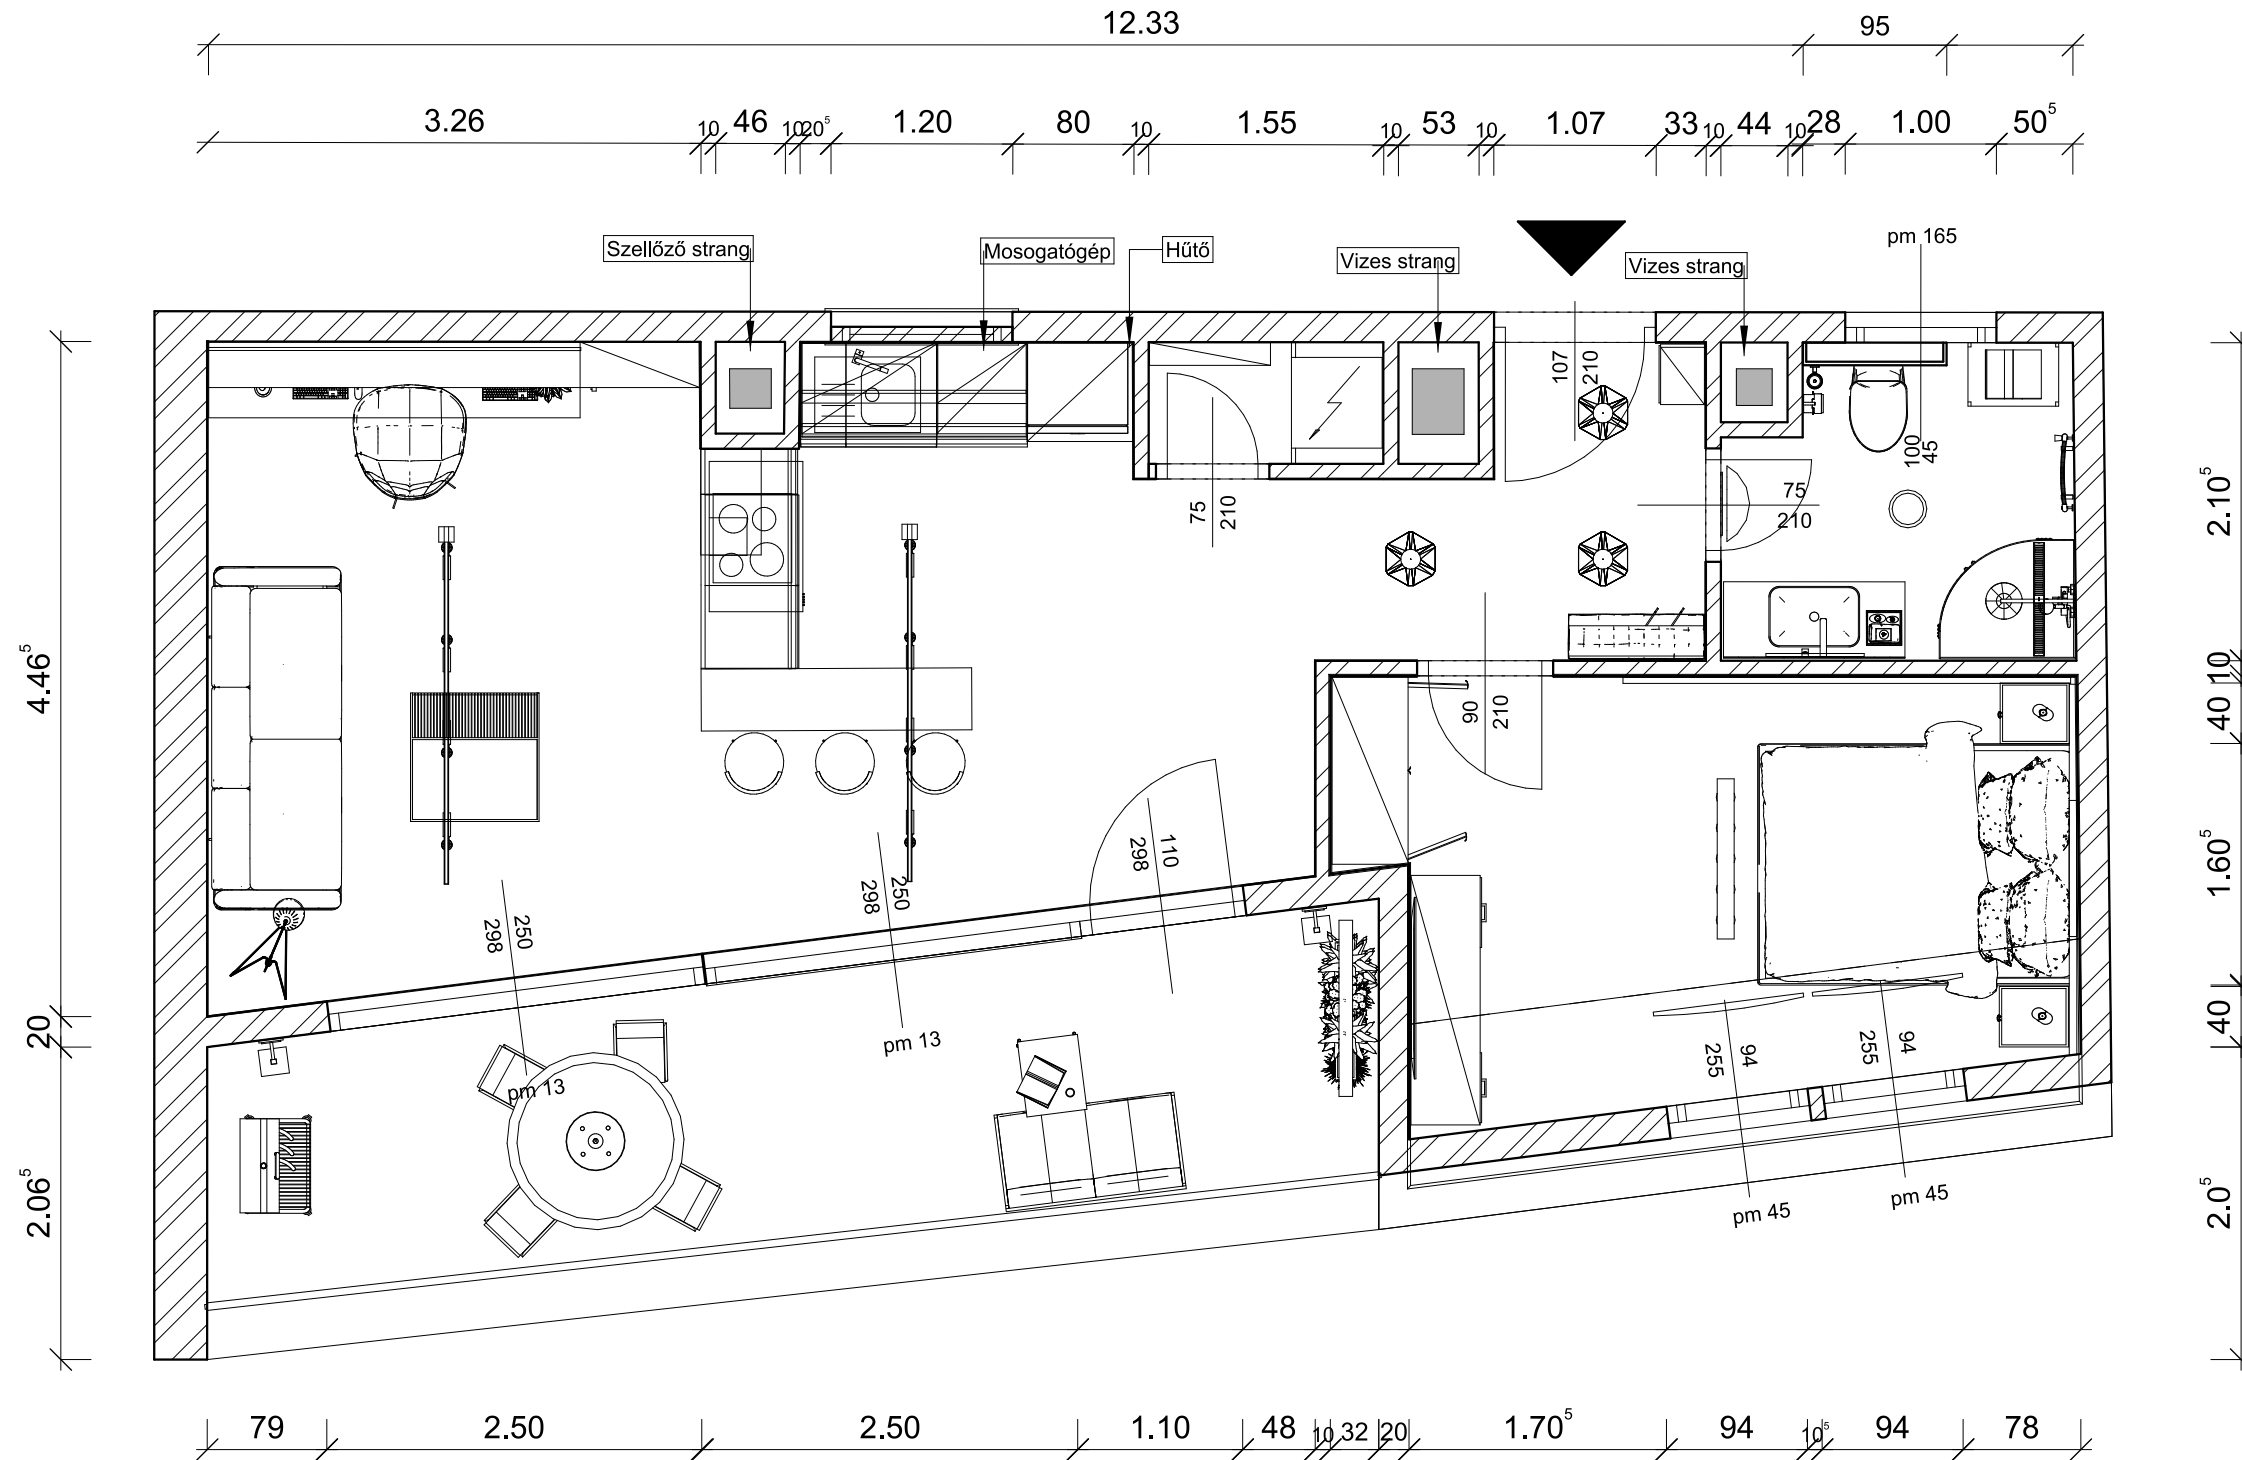 12.33 95
3.26 10 46 10 20⁵ 1.20 80 10 1.55 10 53 10 1.07 33 10 44 10 28 1.00 50⁵
Szellőző strang
Mosogatógép
Hűtő
Vizes strang
Vizes strang
pm 165
107
210
100
45
75
210
75
210
90
210
110
298
250
298
250
298
pm 13
pm 13
94
255
94
255
pm 45
pm 45
4.46⁵
20
2.06⁵
2.10⁵
10
40
1.60⁵
40
2.0⁵
79 2.50 2.50 1.10 48 10 32 20 1.70⁵ 94 10⁵ 94 78